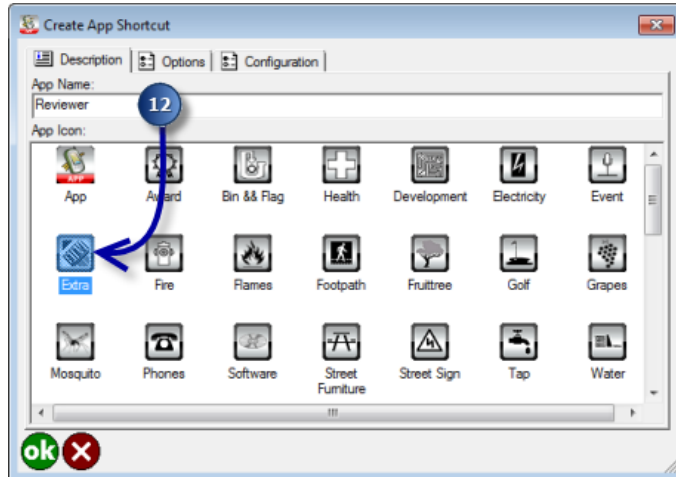 Create App Shortcut
Description Options Configuration
App Name:
Reviewer
12
App Icon:
APP
App Award Bin && Flag Health Development Electricity Event
Extra Fire Flames Footpath Fruittree Golf Grapes
Mosquito Phones Software Street Furniture Street Sign Tap Water
ok